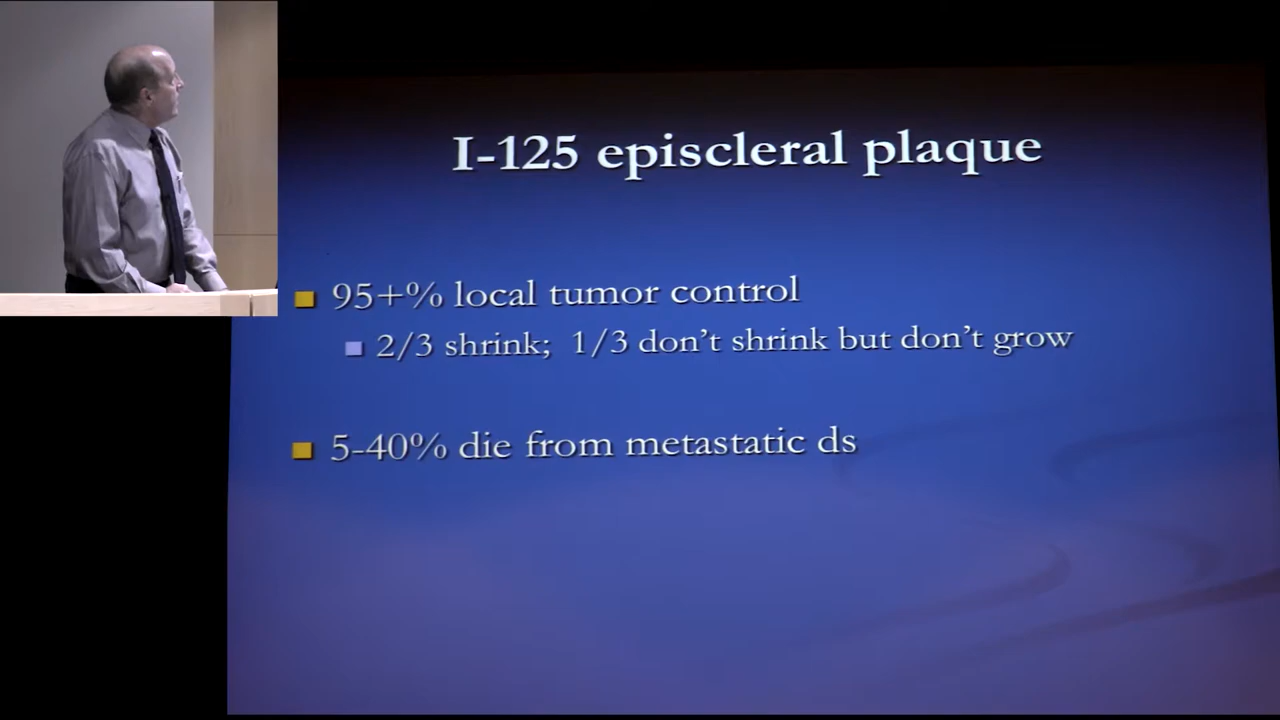 I-125 episcleral plaque
95+% local tumor control
2/3 shrink; 1/3 don't shrink but don't grow
5-40% die from metastatic ds